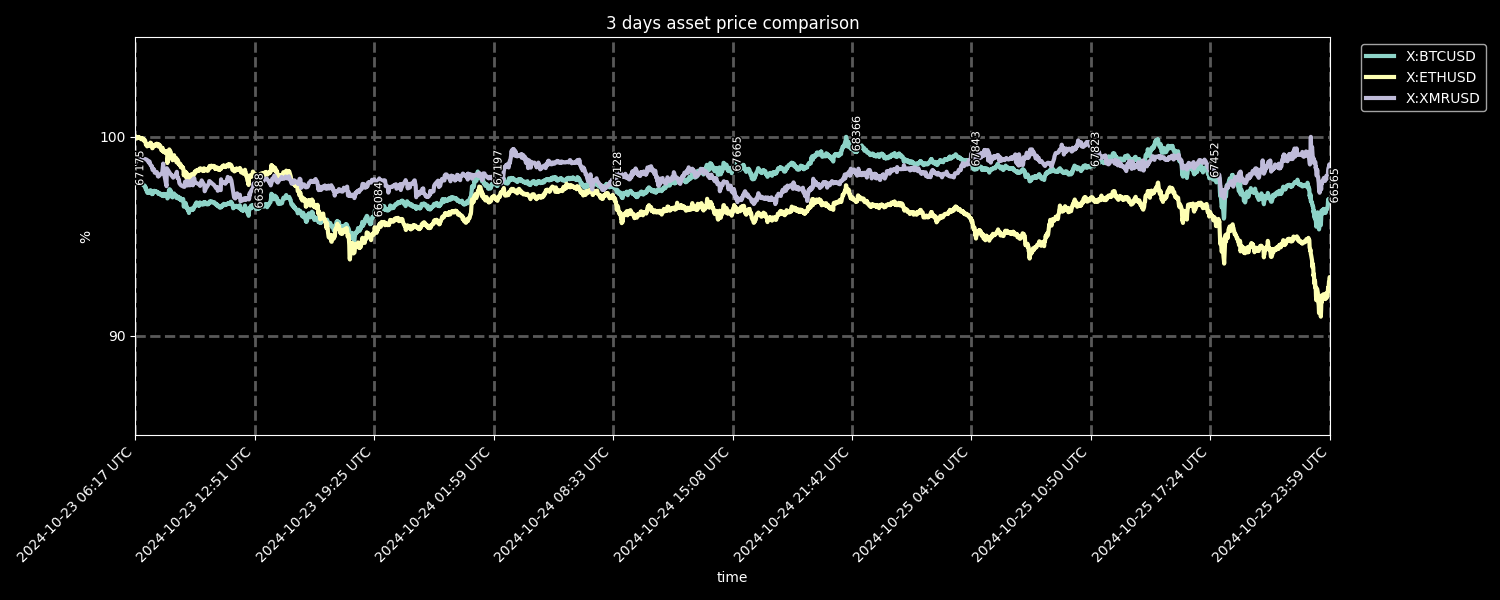 3 days asset price comparison
X:BTCUSD
X:ETHUSD
X:XMRUSD
100
90
%
67175
66388
66084
67197
67128
67665
68366
67843
67823
67452
66565
2024-10-23 06:17 UTC
2024-10-23 12:51 UTC
2024-10-23 19:25 UTC
2024-10-24 01:59 UTC
2024-10-24 08:33 UTC
2024-10-24 15:08 UTC
2024-10-24 21:42 UTC
2024-10-25 04:16 UTC
2024-10-25 10:50 UTC
2024-10-25 17:24 UTC
2024-10-25 23:59 UTC
time